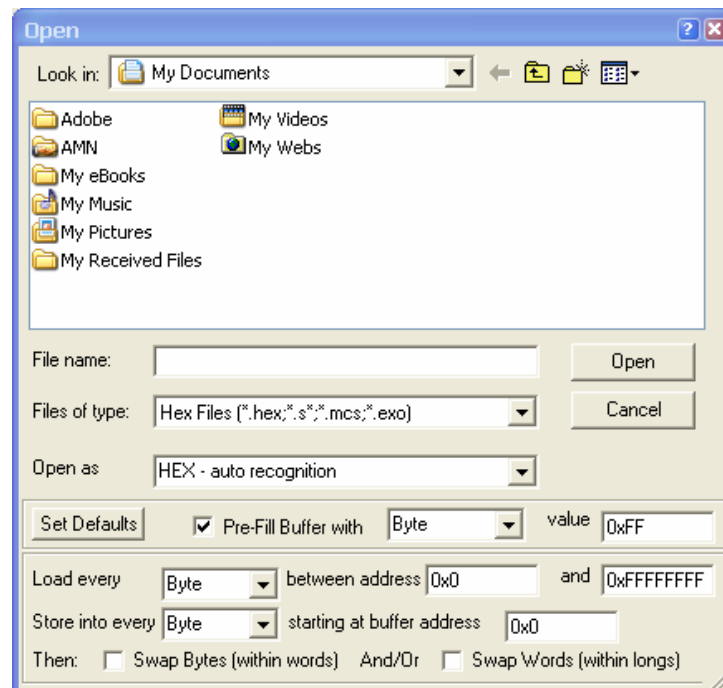 Open
Look in: My Documents
Adobe
AMN
My eBooks
My Music
My Pictures
My Received Files
My Videos
My Webs
File name: Open
Files of type: Hex Files (*.hex;*.s*;*.mcs;*.exo) Cancel
Open as HEX - auto recognition
Set Defaults Pre-Fill Buffer with Byte value 0xFF
Load every Byte between address 0x0 and 0xFFFFFFFF
Store into every Byte starting at buffer address 0x0
Then: Swap Bytes (within words) And/Or Swap Words (within longs)